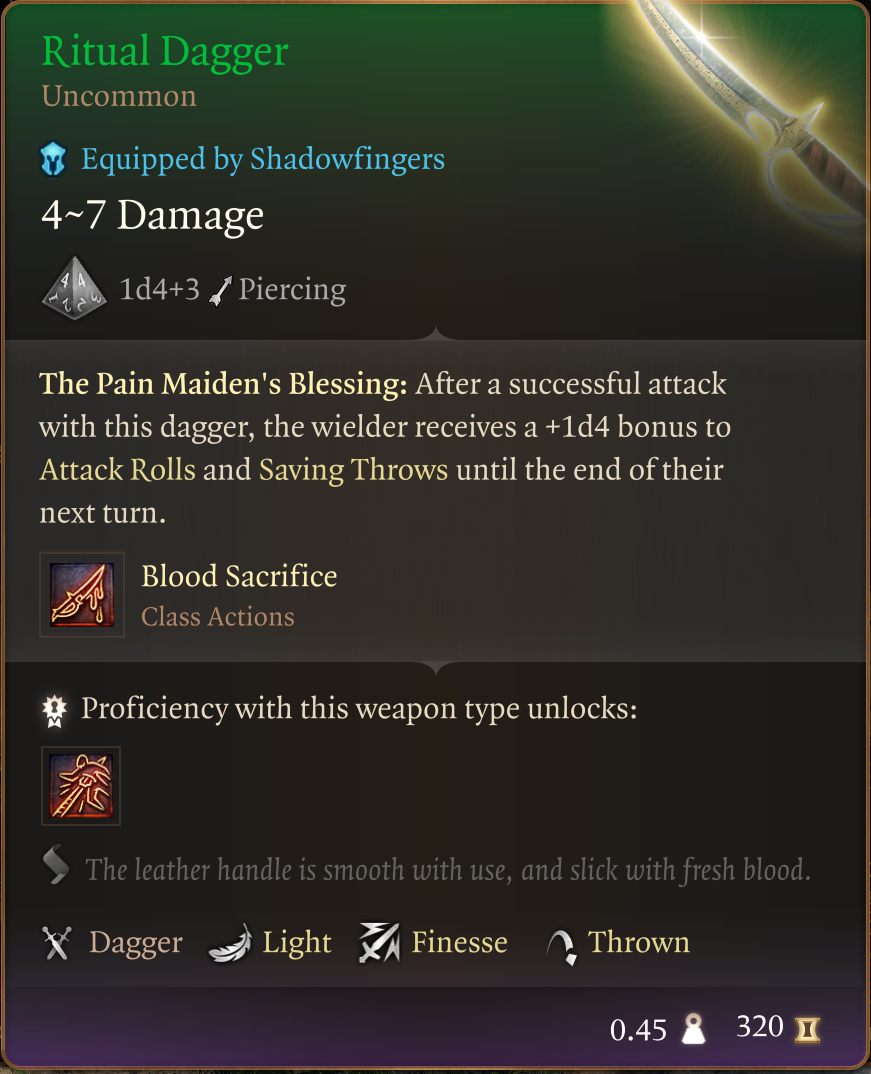 Ritual Dagger
Uncommon
Equipped by Shadowfingers
4~7 Damage
1d4+3 Piercing
The Pain Maiden's Blessing: After a successful attack
with this dagger, the wielder receives a +1d4 bonus to
Attack Rolls and Saving Throws until the end of their
next turn.
Blood Sacrifice
Class Actions
Proficiency with this weapon type unlocks:
The leather handle is smooth with use, and slick with fresh blood.
Dagger Light Finesse Thrown
0.45 320